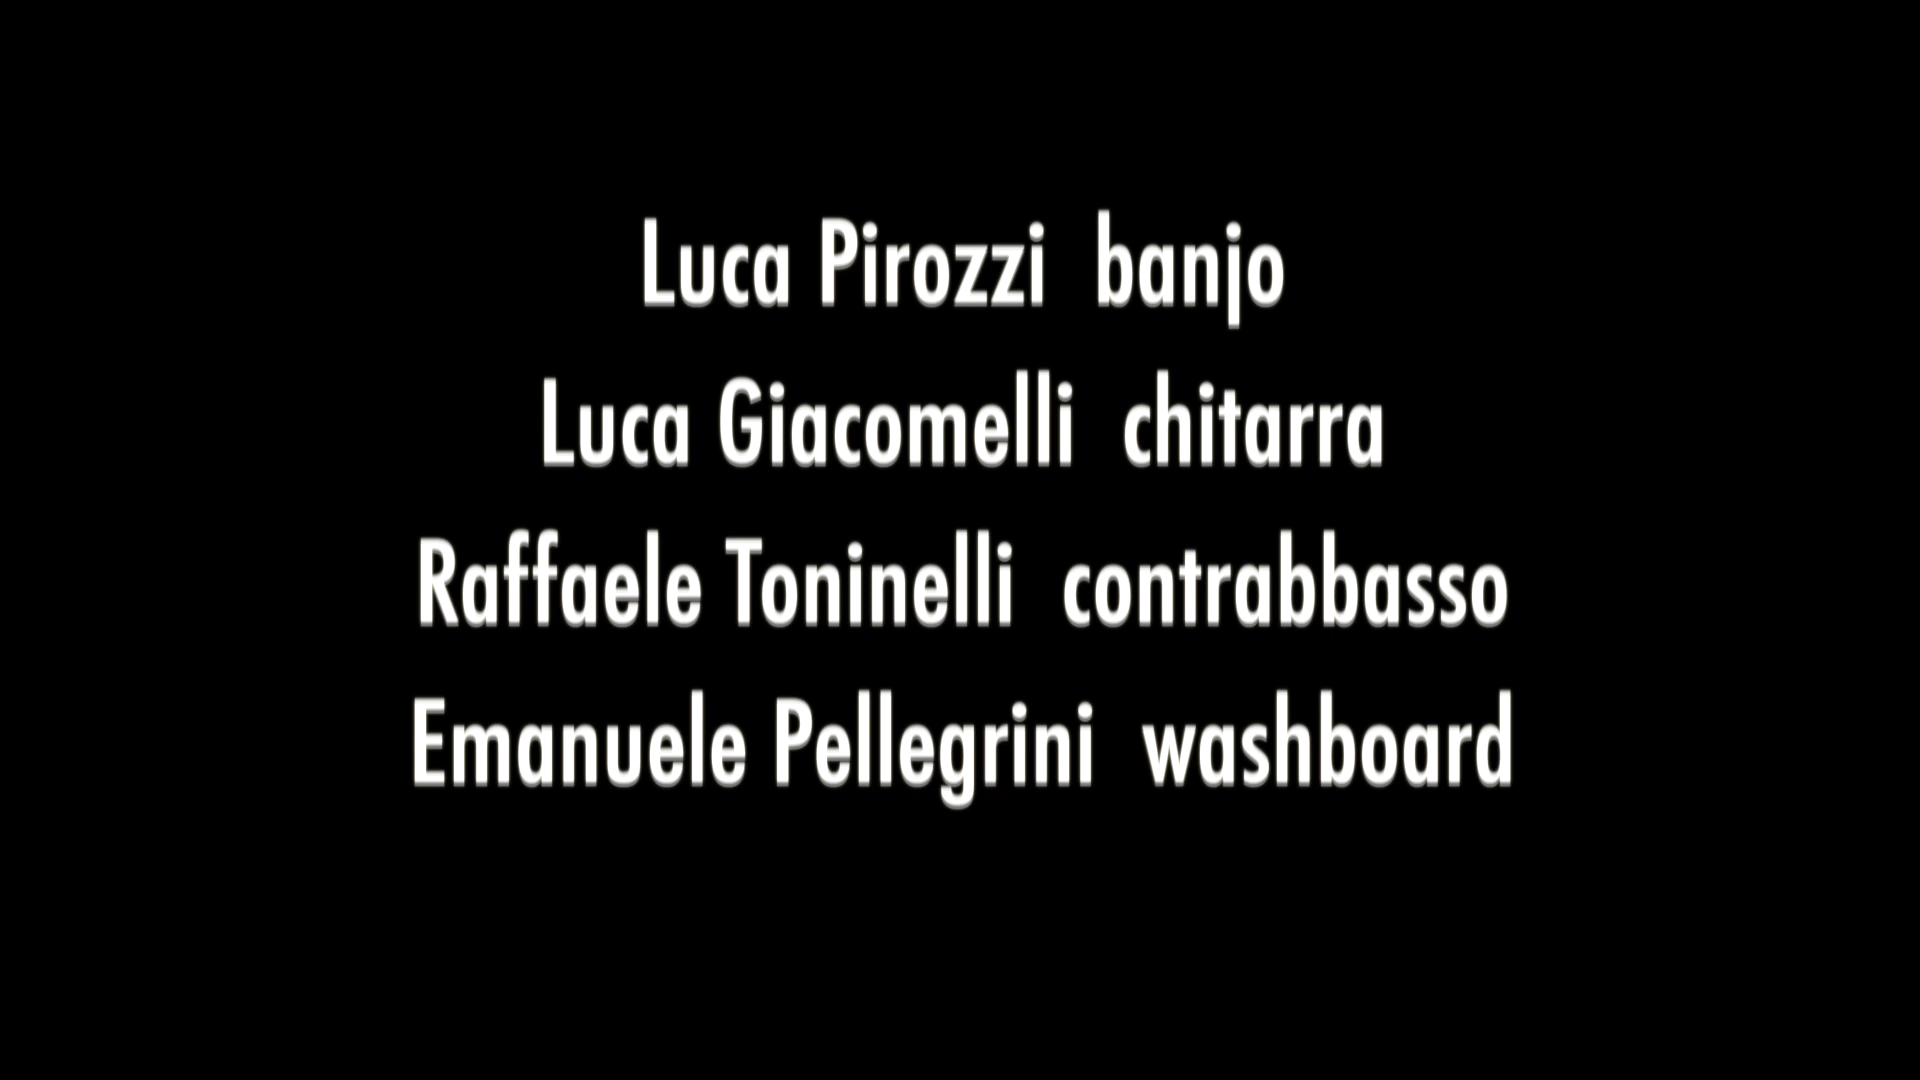 Luca Pirozzi banjo
Luca Giacomelli chitarra
Raffaele Toninelli contrabbasso
Emanuele Pellegrini washboard